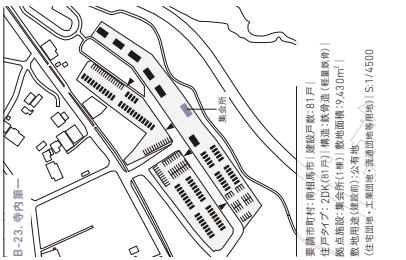 B-23. 寺内第一
集会所
要請市町村：南相馬市｜建設戸数：81戸｜
住戸タイプ：2DK（81戸）｜構造：鉄骨造（軽量鉄骨）｜
拠点施設：集会所（1棟）｜敷地面積：9,430m²｜
敷地用途（建設前）：公有地
（住宅団地・工業団地・流通団地等用地）｜S:1/4500